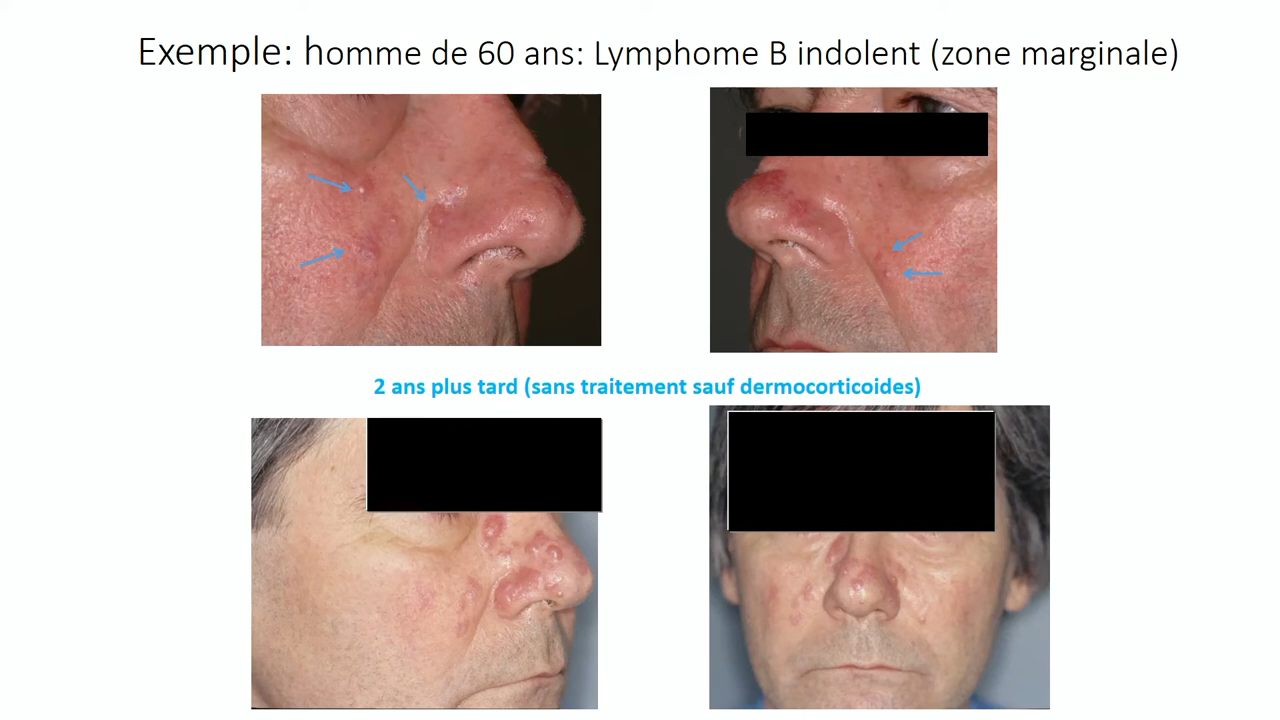 Exemple: homme de 60 ans: Lymphome B indolent (zone marginale)
2 ans plus tard (sans traitement sauf dermocorticoides)